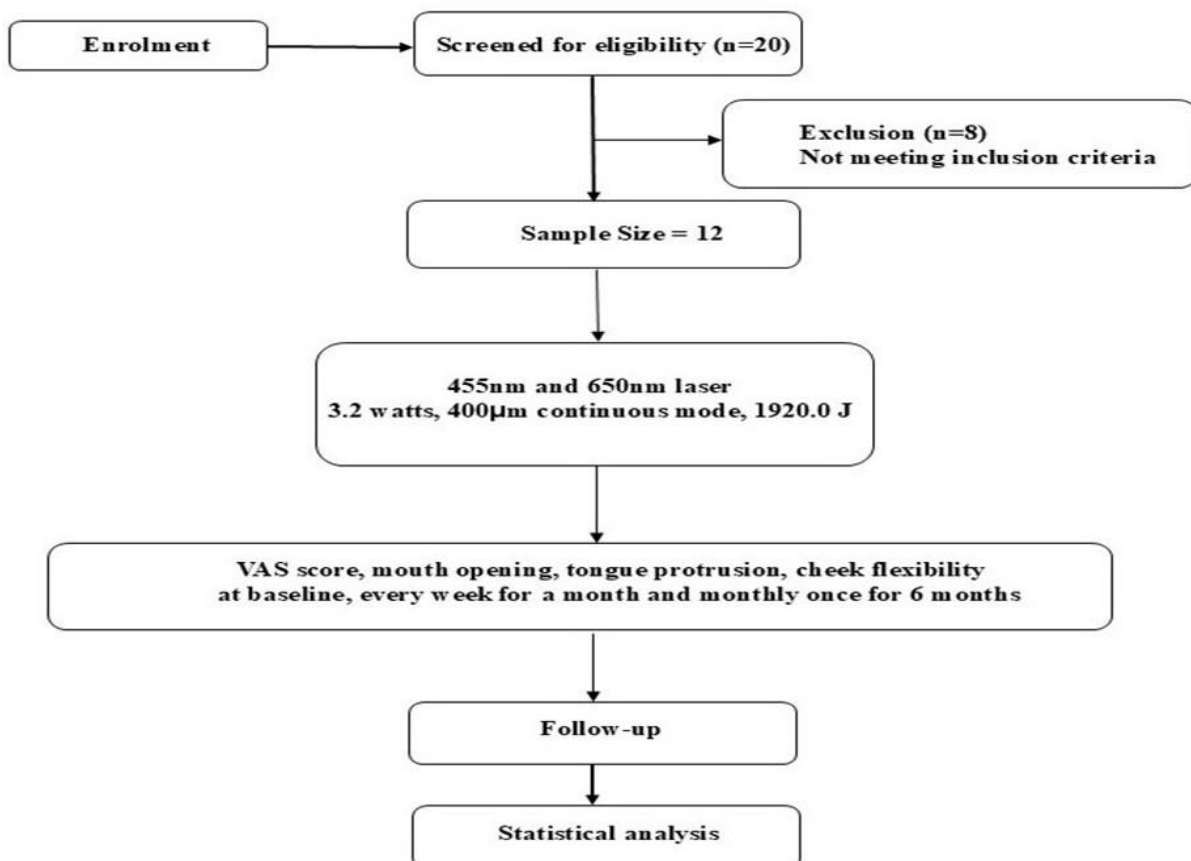 Enrolment
Screened for eligibility (n=20)
Exclusion (n=8)
Not meeting inclusion criteria
Sample Size = 12
455nm and 650nm laser
3.2 watts, 400μm continuous mode, 1920.0 J
VAS score, mouth opening, tongue protrusion, cheek flexibility
at baseline, every week for a month and monthly once for 6 months
Follow-up
Statistical analysis